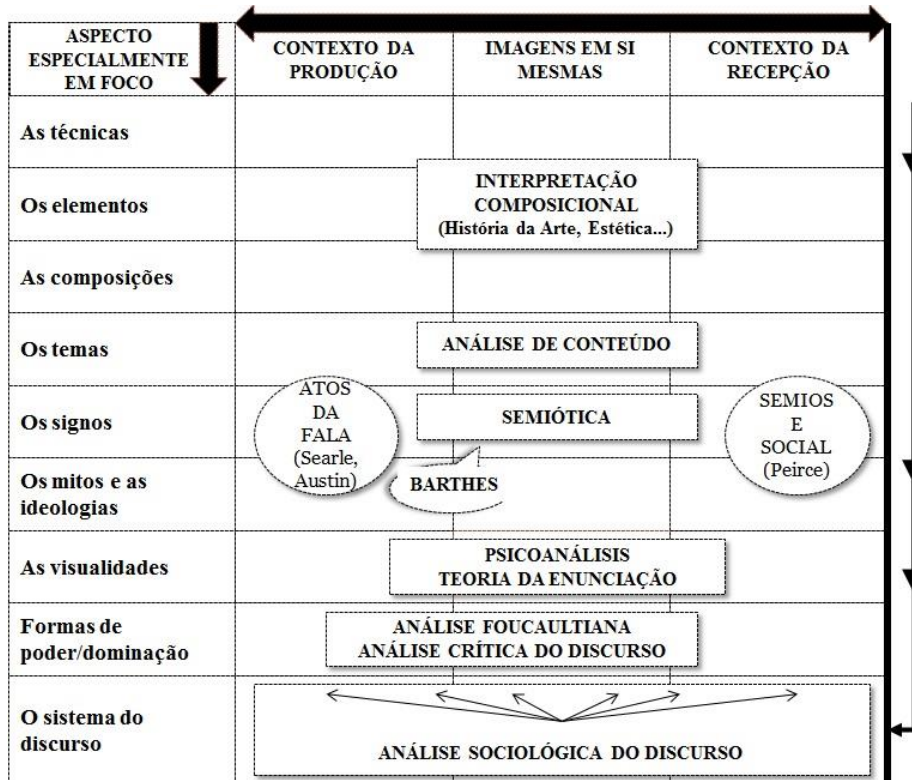 ASPECTO
ESPECIALMENTE
EM FOCO
CONTEXTO DA
PRODUÇÃO
IMAGENS EM SI
MESMAS
CONTEXTO DA
RECEPÇÃO
As técnicas
Os elementos
INTERPRETAÇÃO
COMPOSICIONAL
(História da Arte, Estética...)
As composições
Os temas
ANÁLISE DE CONTEÚDO
Os signos
ATOS
DA
FALA
(Searle,
Austin)
SEMIÓTICA
SEMIOS
E
SOCIAL
(Peirce)
BARTHES
Os mitos e as
ideologias
As visualidades
PSICOANÁLISIS
TEORIA DA ENUNCIAÇÃO
Formas de
poder/dominação
ANÁLISE FOUCAULTIANA
ANÁLISE CRÍTICA DO DISCURSO
O sistema do
discurso
ANÁLISE SOCIOLÓGICA DO DISCURSO